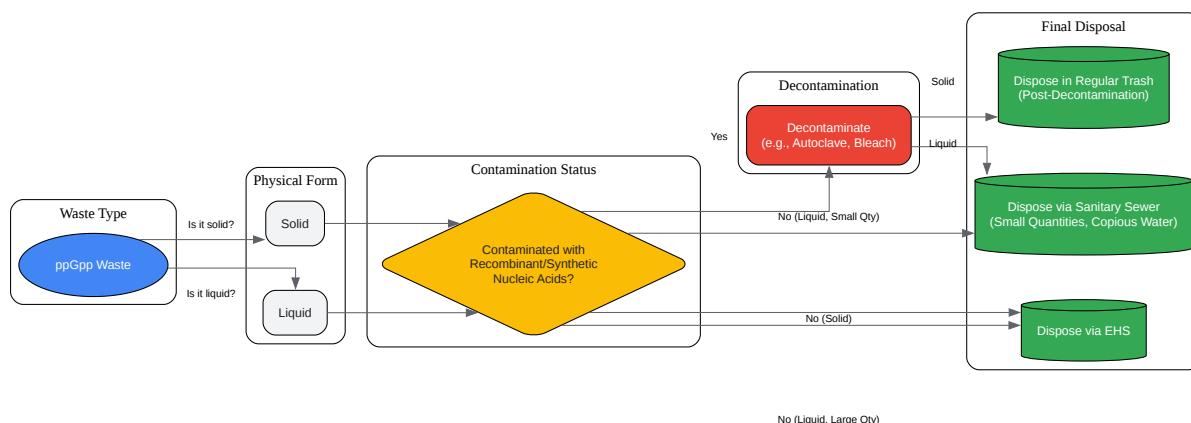 Final Disposal
Dispose in Regular Trash
(Post-Decontamination)
Solid
Decontamination
Decontaminate
(e.g., Autoclave, Bleach)
Yes
Liquid
Contamination Status
Physical Form
Waste Type
Is it solid?
Solid
Dispose via Sanitary Sewer
(Small Quantities, Copious Water)
No (Liquid, Small Qty)
ppGpp Waste
Contaminated with
Recombinant/Synthetic
Nucleic Acids?
Is it liquid?
Liquid
No (Solid)
Dispose via EHS
No (Liquid, Large Qty)